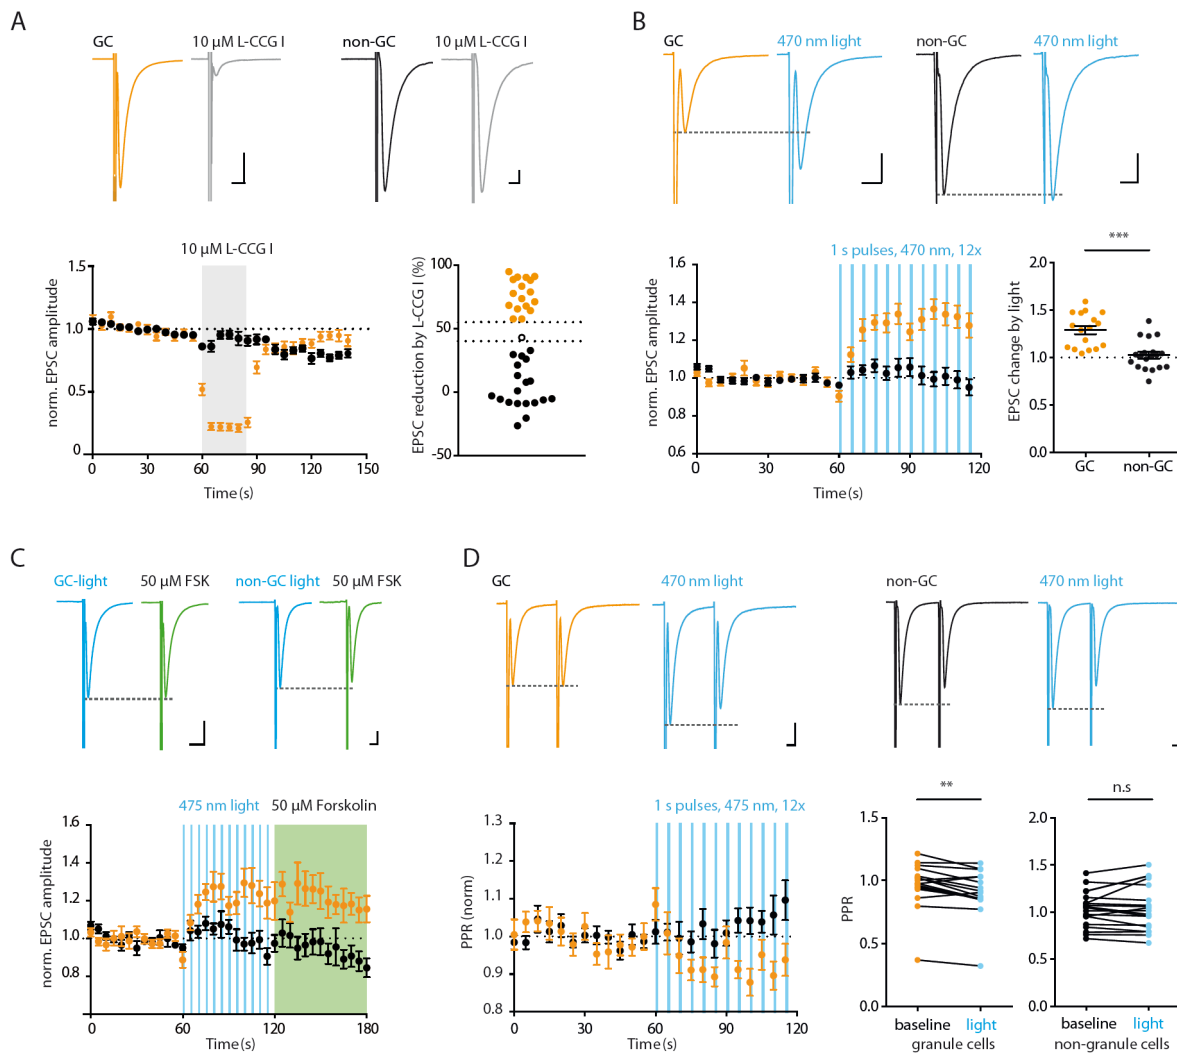 A
GC
10 µM L-CCG I
non-GC
10 µM L-CCG I
10 µM L-CCG I
norm. EPSC amplitude
1.5
1.0
0.5
0
0
30
60
90
120
150
Time (s)
EPSC reduction by L-CCG I (%)
100
50
0
-50
B
GC
470 nm light
non-GC
470 nm light
1 s pulses, 470 nm, 12x
norm. EPSC amplitude
1.6
1.4
1.2
1.0
0.8
0.6
0
30
60
90
120
Time (s)
***
EPSC change by light
2.0
1.5
1.0
0.5
0.0
GC
non-GC
C
GC-light
50 µM FSK
non-GC light
50 µM FSK
475 nm light
50 µM Forskolin
norm. EPSC amplitude
1.6
1.4
1.2
1.0
0.8
0
60
120
180
Time (s)
D
GC
470 nm light
non-GC
470 nm light
1 s pulses, 475 nm, 12x
PPR (norm)
1.3
1.2
1.1
1.0
0.9
0.8
0
30
60
90
120
Time (s)
**
PPR
1.5
1.0
0.5
0.0
baseline
light
granule cells
n.s
2.0
1.5
1.0
0.5
0.0
baseline
light
non-granule cells